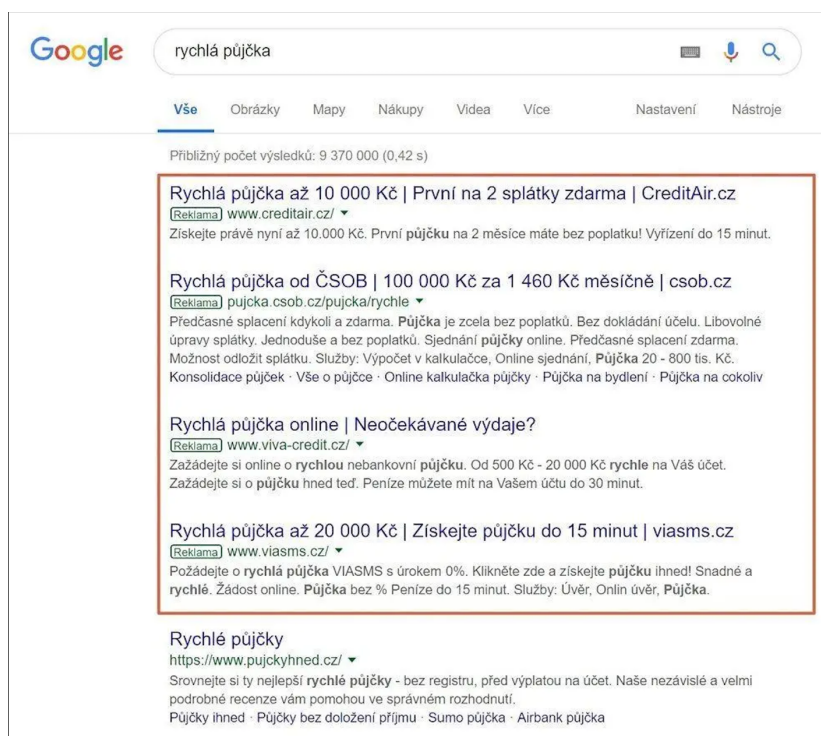 Google
rychlá půjčka
Vše Obrázky Mapy Nákupy Videa Více Nastavení Nástroje
Přibližný počet výsledků: 9 370 000 (0,42 s)
Rychlá půjčka až 10 000 Kč | První na 2 splátky zdarma | CreditAir.cz
Reklama www.creditair.cz/
Získejte právě nyní až 10.000 Kč. První půjčku na 2 měsíce máte bez poplatku! Vyřízení do 15 minut.
Rychlá půjčka od ČSOB | 100 000 Kč za 1 460 Kč měsíčně | csob.cz
Reklama pujcka.csob.cz/pujcka/rychle
Předčasné splacení kdykoli a zdarma. Půjčka je zcela bez poplatků. Bez dokládání účelu. Libovolné
úpravy splátky. Jednoduše a bez poplatků. Sjednání půjčky online. Předčasné splacení zdarma.
Možnost odložit splátku. Služby: Výpočet v kalkulačce, Online sjednání, Půjčka 20 - 800 tis. Kč.
Konsolidace půjček · Vše o půjčce · Online kalkulačka půjčky · Půjčka na bydlení · Půjčka na cokoliv
Rychlá půjčka online | Neočekávané výdaje?
Reklama www.viva-credit.cz/
Zažádejte si online o rychlou nebankovní půjčku. Od 500 Kč - 20 000 Kč rychle na Váš účet.
Zažádejte si o půjčku hned teď. Peníze můžete mít na Vašem účtu do 30 minut.
Rychlá půjčka až 20 000 Kč | Získejte půjčku do 15 minut | viasms.cz
Reklama www.viasms.cz/
Požádejte o rychlá půjčka VIASMS s úrokem 0%. Klikněte zde a získejte půjčku ihned! Snadné a
rychlé. Žádost online. Půjčka bez % Peníze do 15 minut. Služby: Úvěr, Onlin úvěr, Půjčka.
Rychlé půjčky
https://www.pujckyhned.cz/
Srovnejte si ty nejlepší rychlé půjčky - bez registru, před výplatou na účet. Naše nezávislé a velmi
podrobné recenze vám pomohou ve správném rozhodnutí.
Půjčky ihned · Půjčky bez doložení příjmu · Sumo půjčka · Airbank půjčka